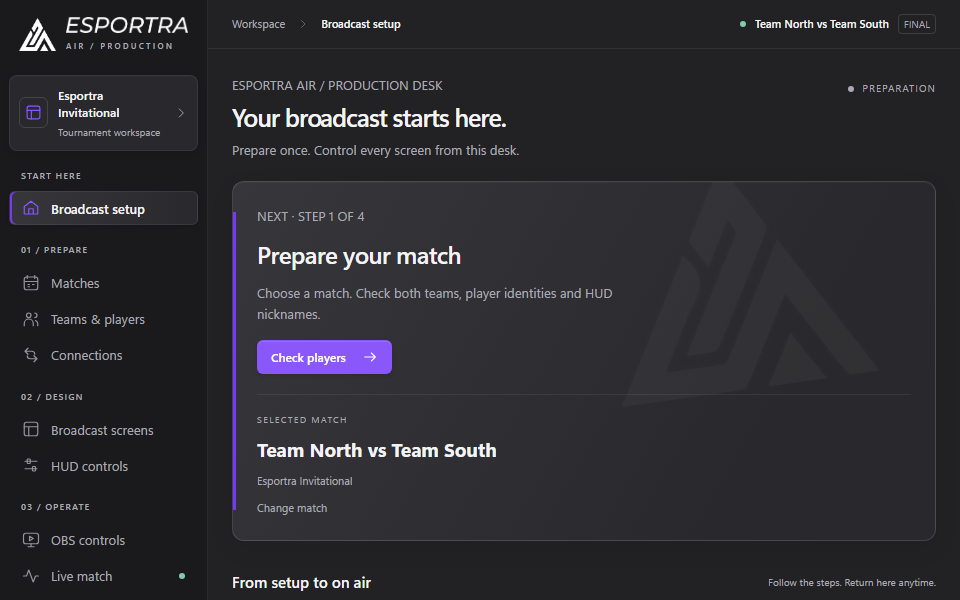 ESPORTRA
AIR / PRODUCTION
Esportra
Invitational
Tournament workspace
START HERE
Broadcast setup
01 / PREPARE
Matches
Teams & players
Connections
02 / DESIGN
Broadcast screens
HUD controls
03 / OPERATE
OBS controls
Live match
Workspace
Broadcast setup
Team North vs Team South
FINAL
ESPORTRA AIR / PRODUCTION DESK
PREPARATION
Your broadcast starts here.
Prepare once. Control every screen from this desk.
NEXT · STEP 1 OF 4
Prepare your match
Choose a match. Check both teams, player identities and HUD
nicknames.
Check players
SELECTED MATCH
Team North vs Team South
Esportra Invitational
Change match
From setup to on air
Follow the steps. Return here anytime.